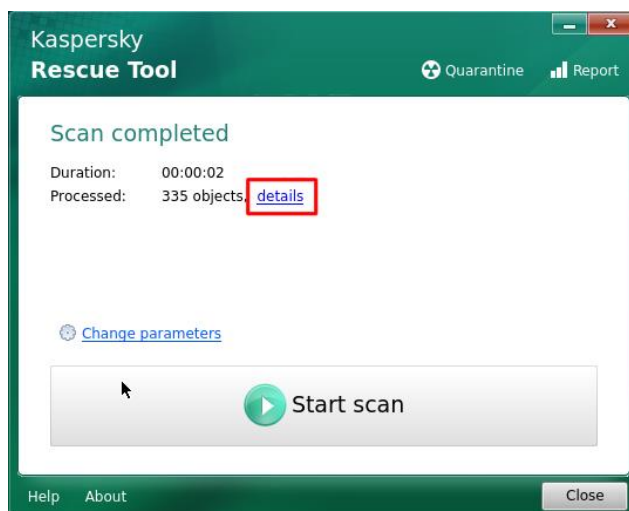 Kaspersky
Rescue Tool
Quarantine
Report
Scan completed
Duration: 00:00:02
Processed: 335 objects, details
Change parameters
Start scan
Help About
Close